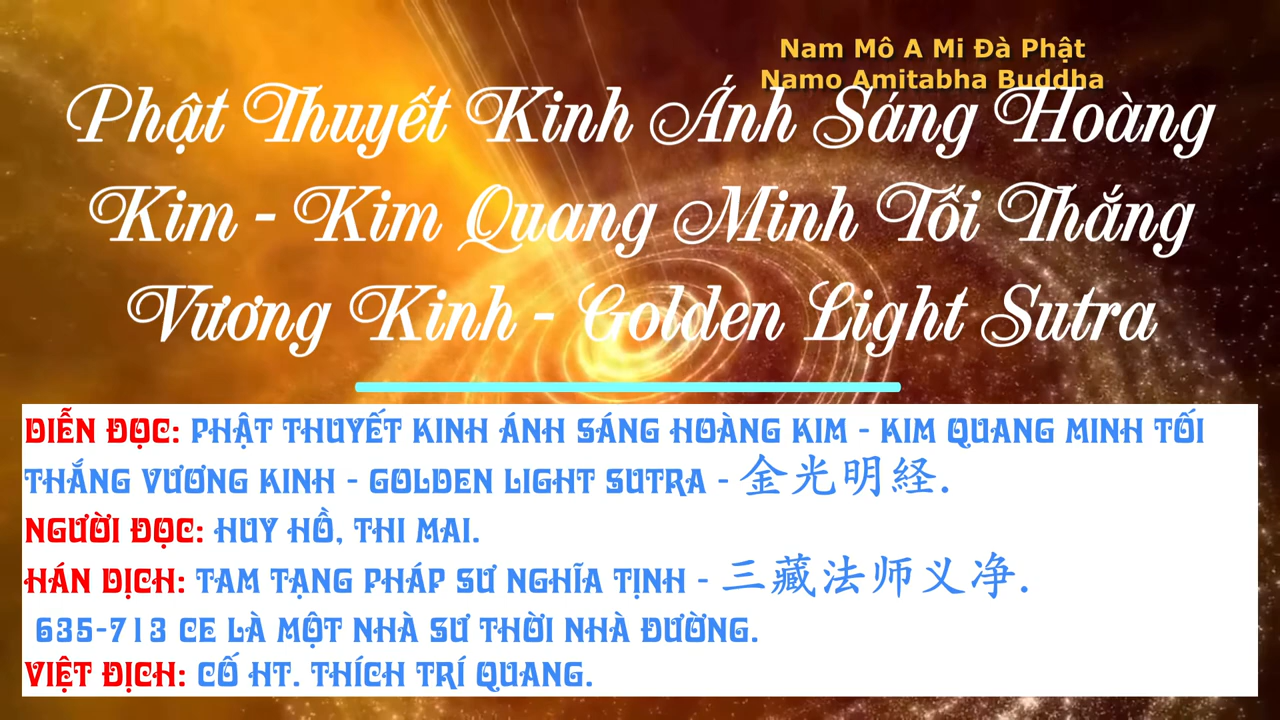 Nam Mô A Mi Đà Phật
Namo Amitabha Buddha
Phật Thuyết Kinh Ánh Sáng Hoàng
Kim - Kim Quang Minh Tối Thắng
Vương Kinh - Golden Light Sutra
DIỄN ĐỌC: PHẬT THUYẾT KINH ÁNH SÁNG HOÀNG KIM - KIM QUANG MINH TỐI
THẮNG VƯƠNG KINH - GOLDEN LIGHT SUTRA - 金光明経.
NGƯỜI ĐỌC: HUY HỒ, THI MAI.
HÁN DỊCH: TAM TẠNG PHÁP SƯ NGHĨA TỊNH - 三藏法师义净.
635-713 CE LÀ MỘT NHÀ SƯ THỜI NHÀ ĐƯỜNG.
VIỆT DỊCH: CỐ HT. THÍCH TRÍ QUANG.